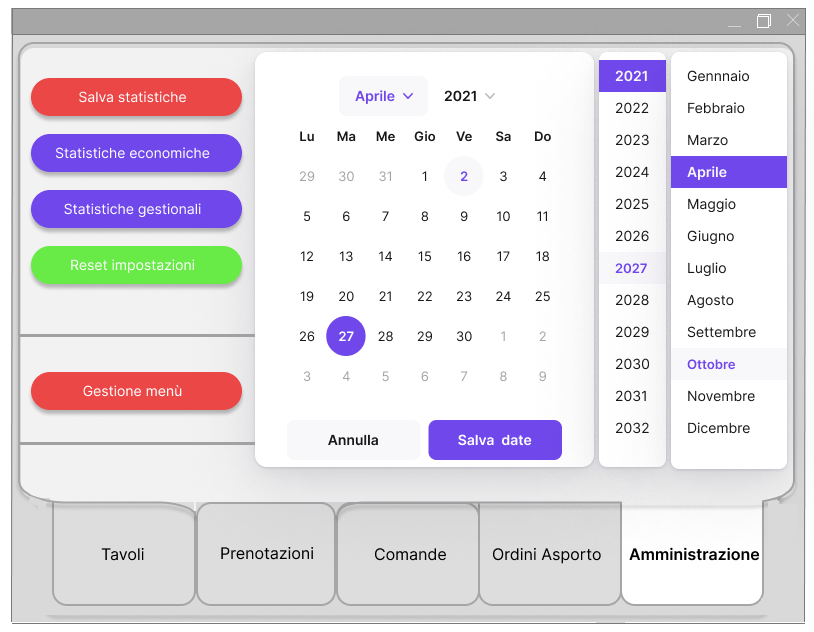 Salva statistiche
Statistiche economiche
Statistiche gestionali
Reset impostazioni
Gestione menù
Aprile 2021
Lu Ma Me Gio Ve Sa Do
29 30 31 1 2 3 4
5 6 7 8 9 10 11
12 13 14 15 16 17 18
19 20 21 22 23 24 25
26 27 28 29 30 1 2
3 4 5 6 7 8 9
Annulla Salva date
2021
2022
2023
2024
2025
2026
2027
2028
2029
2030
2031
2032
Gennnaio
Febbraio
Marzo
Aprile
Maggio
Giugno
Luglio
Agosto
Settembre
Ottobre
Novembre
Dicembre
Tavoli Prenotazioni Comande Ordini Asporto Amministrazione